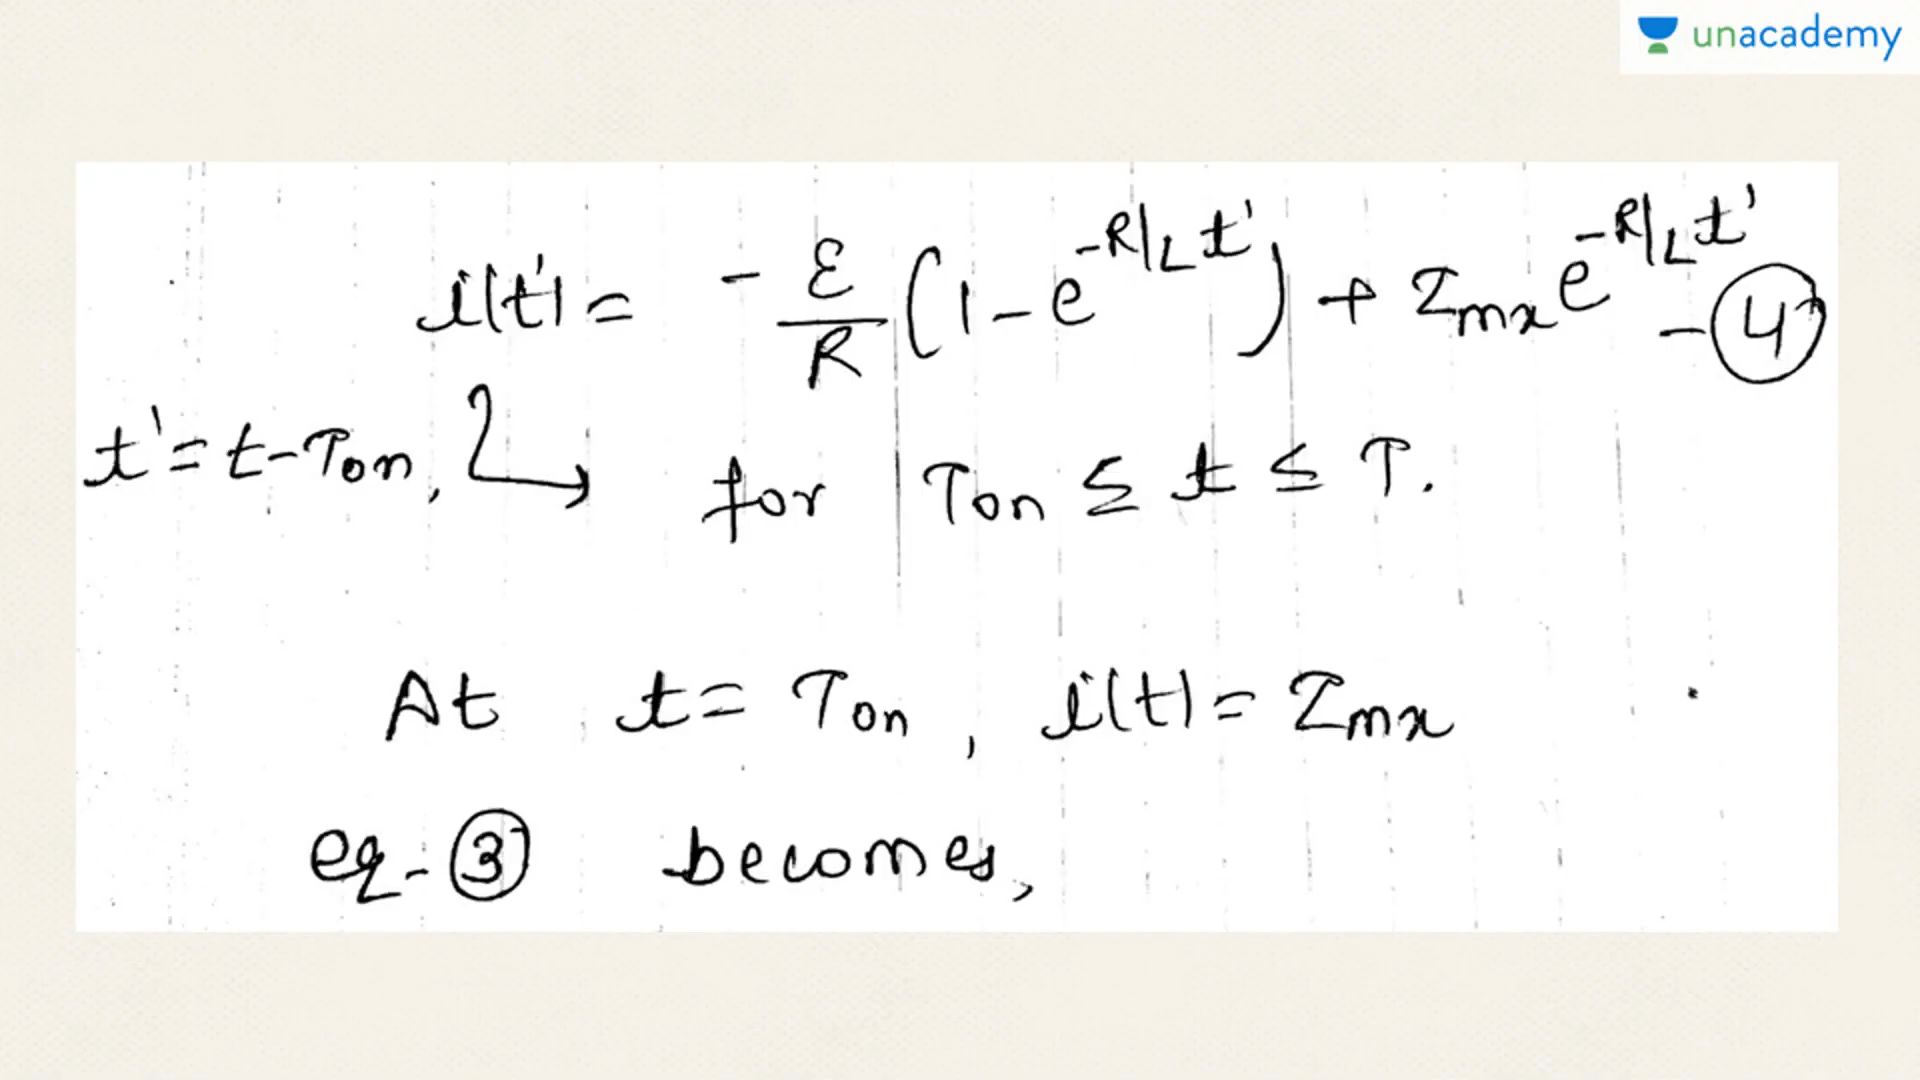 unacademy
i(t') = - E/R (1 - e^{-R/L t'}) + Imx e^{-R/L t'} - ④
t' = t - Ton, ↳ for Ton ≤ t ≤ T.
At t = Ton, i(t) = Imx
eq - ③ becomes,